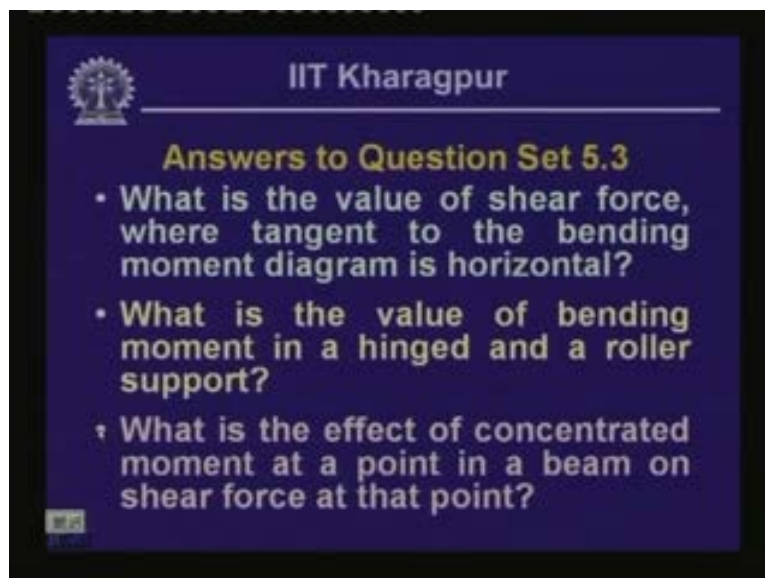 IIT Kharagpur
Answers to Question Set 5.3
• What is the value of shear force,
where tangent to the bending
moment diagram is horizontal?
• What is the value of bending
moment in a hinged and a roller
support?
• What is the effect of concentrated
moment at a point in a beam on
shear force at that point?